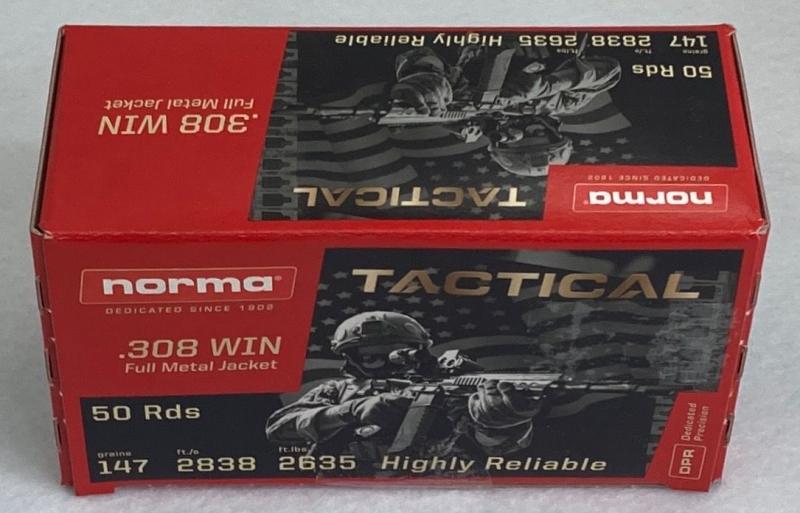 147 2838 2635 Highly Reliable
grains ft./s ft.lbs
50 Rds
.308 WIN
Full Metal Jacket
TACTICAL
norma
DEDICATED SINCE 1902
norma®
DEDICATED SINCE 1902
TACTICAL
.308 WIN
Full Metal Jacket
50 Rds
grains ft./s ft.lbs
147 2838 2635 Highly Reliable
DPR Dedicated
Precision